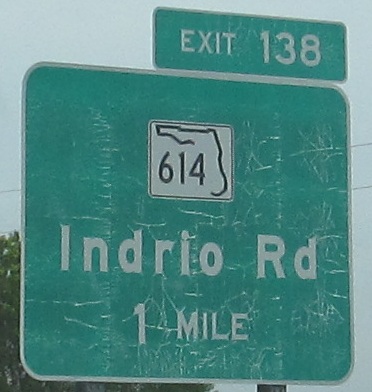 EXIT 138
614
Indrio Rd
1 MILE